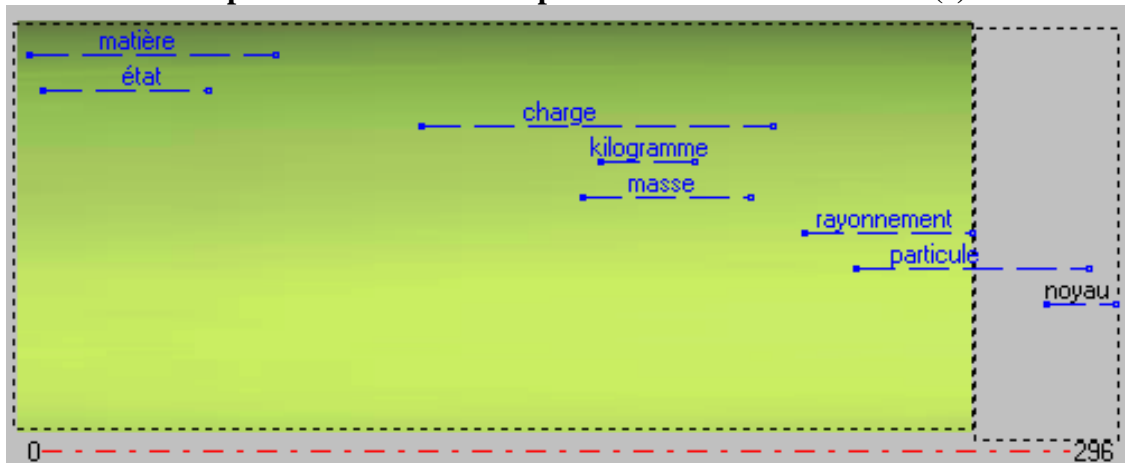 matière
état
charge
kilogramme
masse
rayonnement
particule
noyau
0
296